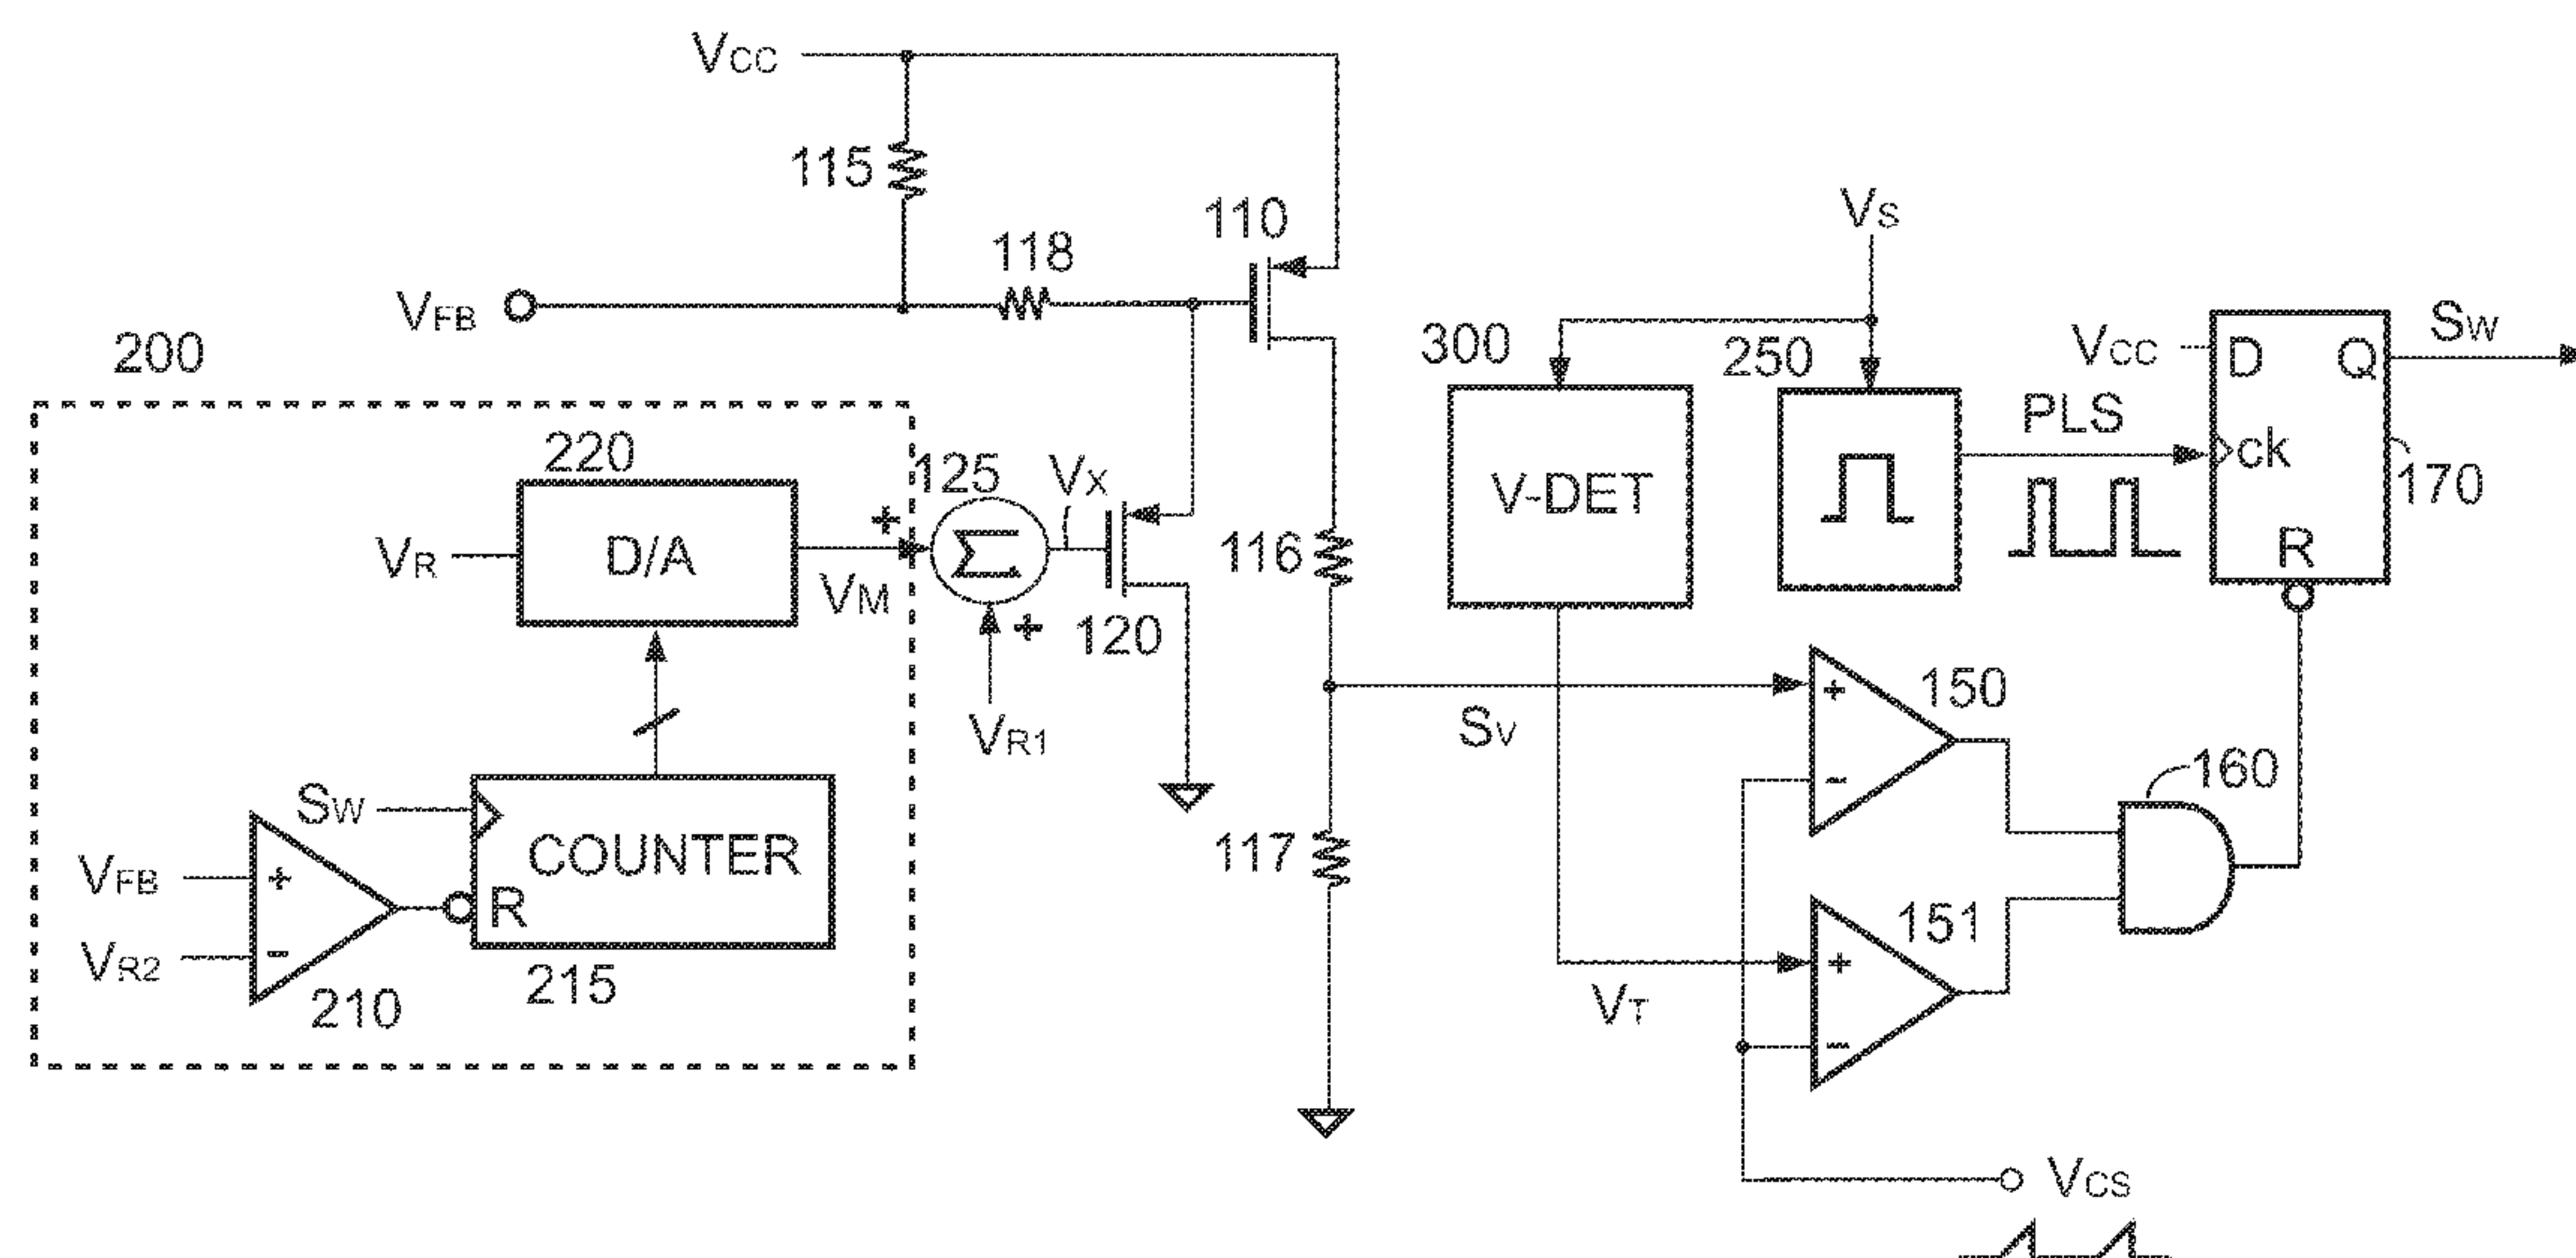 VCC
115
118
110
VFB
VS
200
300
250
VCC
D
Q
SW
PLS
ck
170
R
220
125
VX
V-DET
VR
D/A
+
VM
Σ
+
120
116
VR1
SV
+
150
-
160
SW
COUNTER
117
VFB
+
R
VR2
-
215
210
151
+
VT
-
VCS